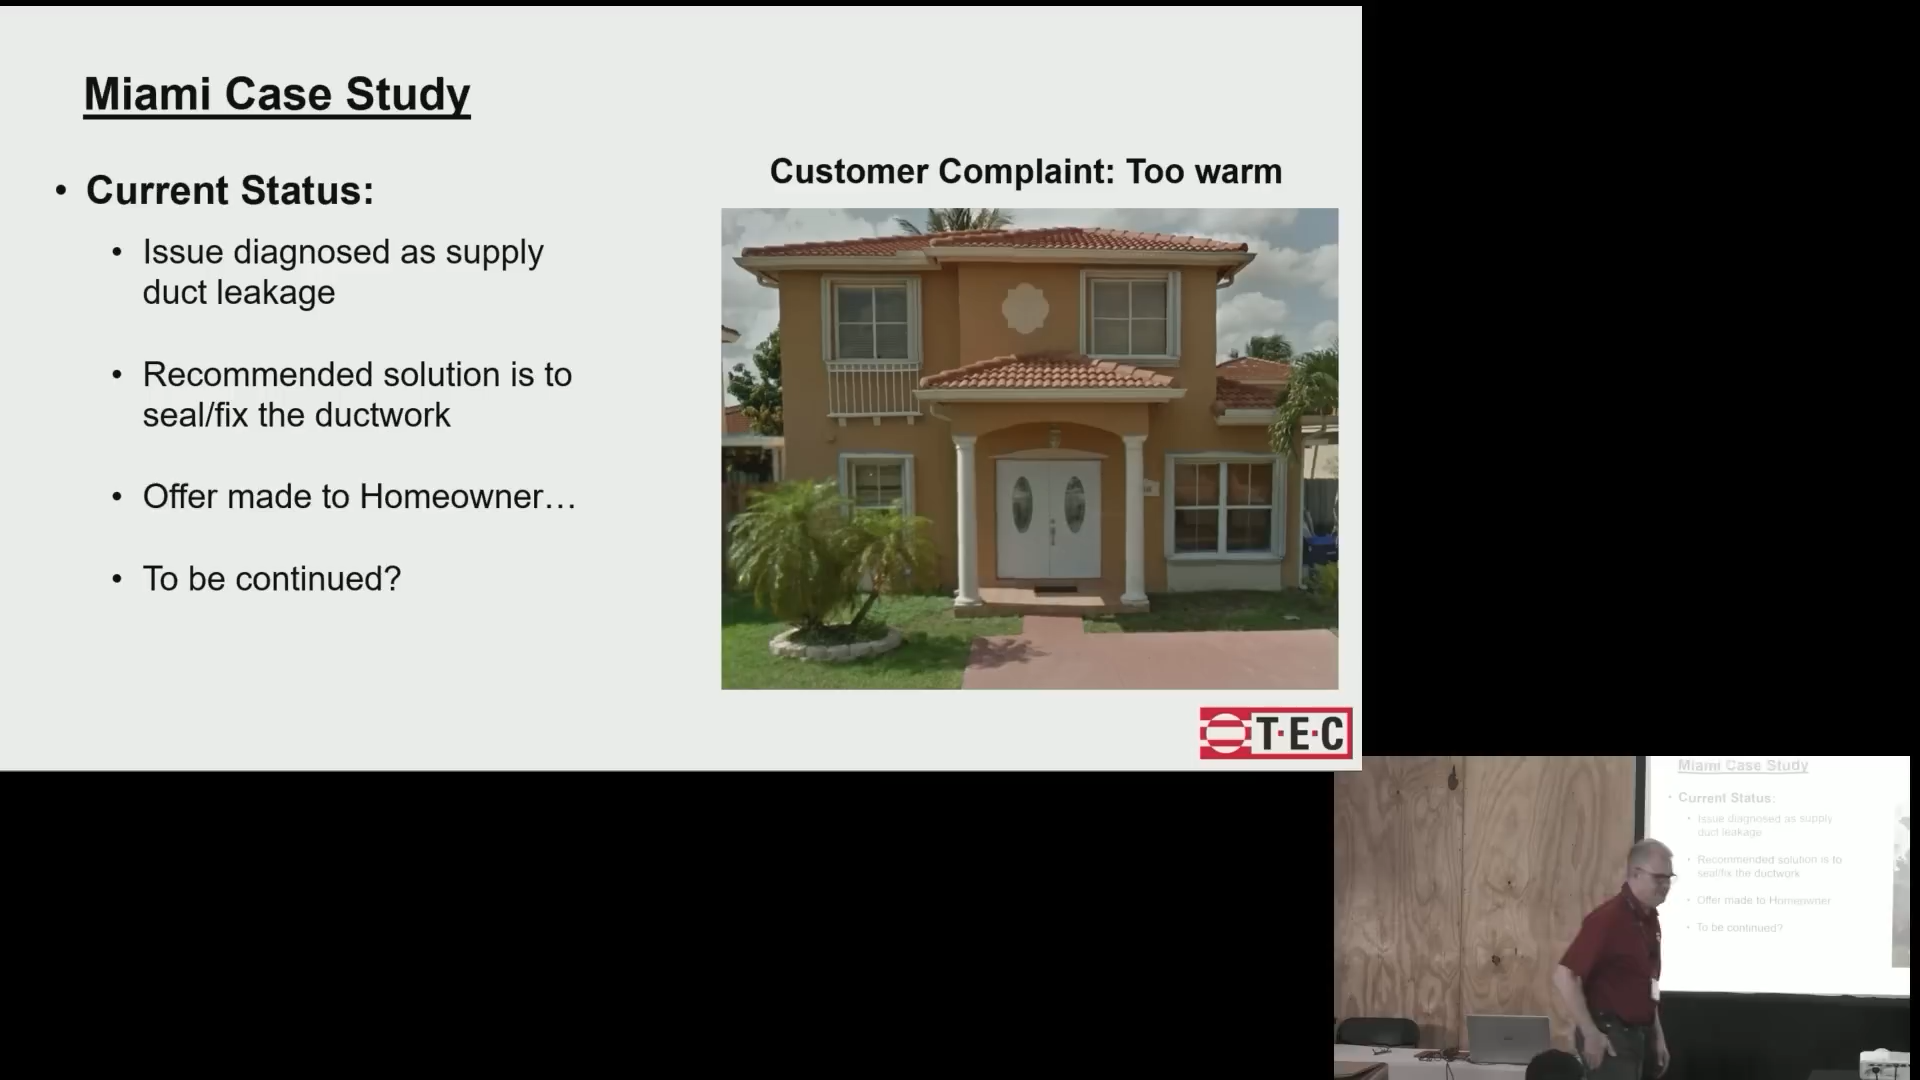 Miami Case Study
• Current Status:
• Issue diagnosed as supply
duct leakage
• Recommended solution is to
seal/fix the ductwork
• Offer made to Homeowner…
• To be continued?
Customer Complaint: Too warm
T·E·C
Miami Case Study
• Current Status:
• Issue diagnosed as supply
duct leakage
• Recommended solution is to
seal/fix the ductwork
• Offer made to Homeowner
• To be continued?